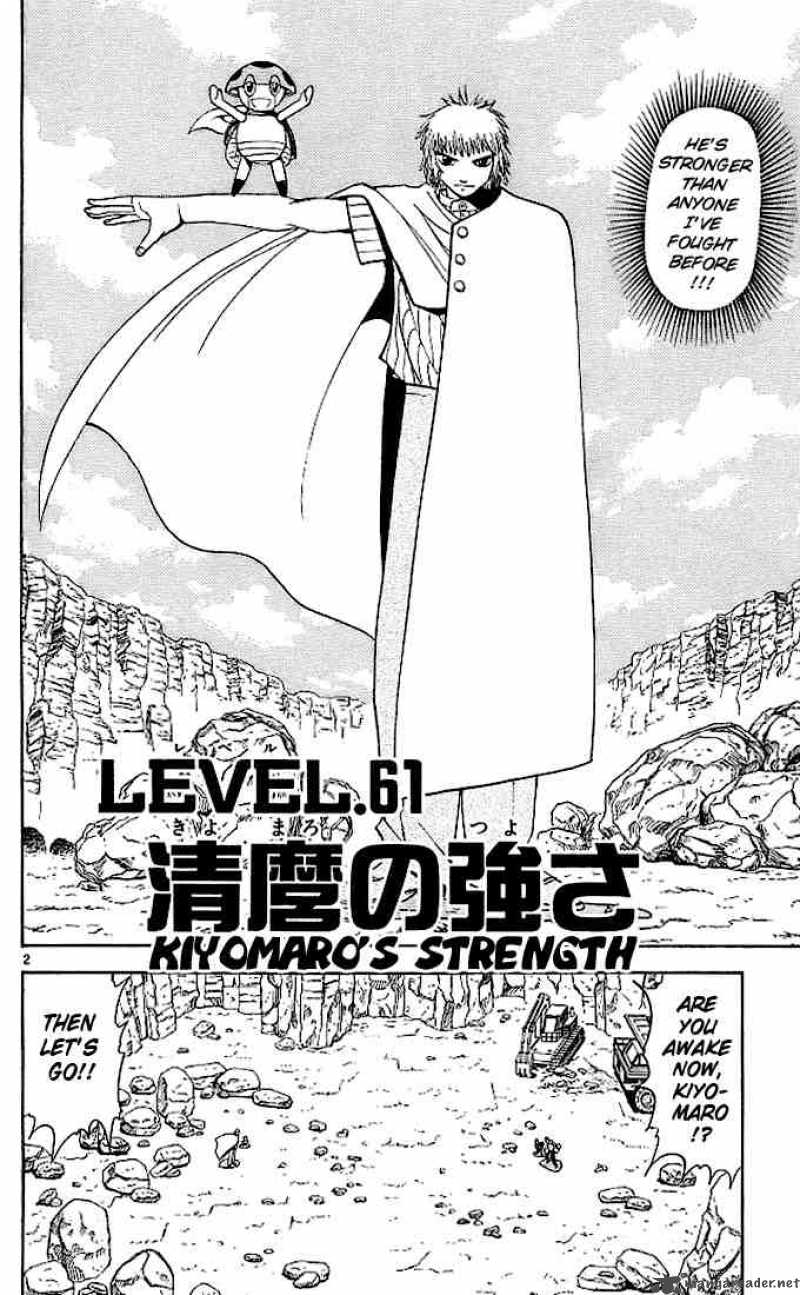 HE'S
STRONGER
THAN
ANYONE
I'VE
FOUGHT
BEFORE
!!!
レベル
LEVEL.61
きよ まろ つよ
清麿の強さ
KIYOMARO'S STRENGTH
2
ARE
YOU
AWAKE
NOW,
KIYO-
MARO
!?
THEN
LET'S
GO!!
mangareader.net